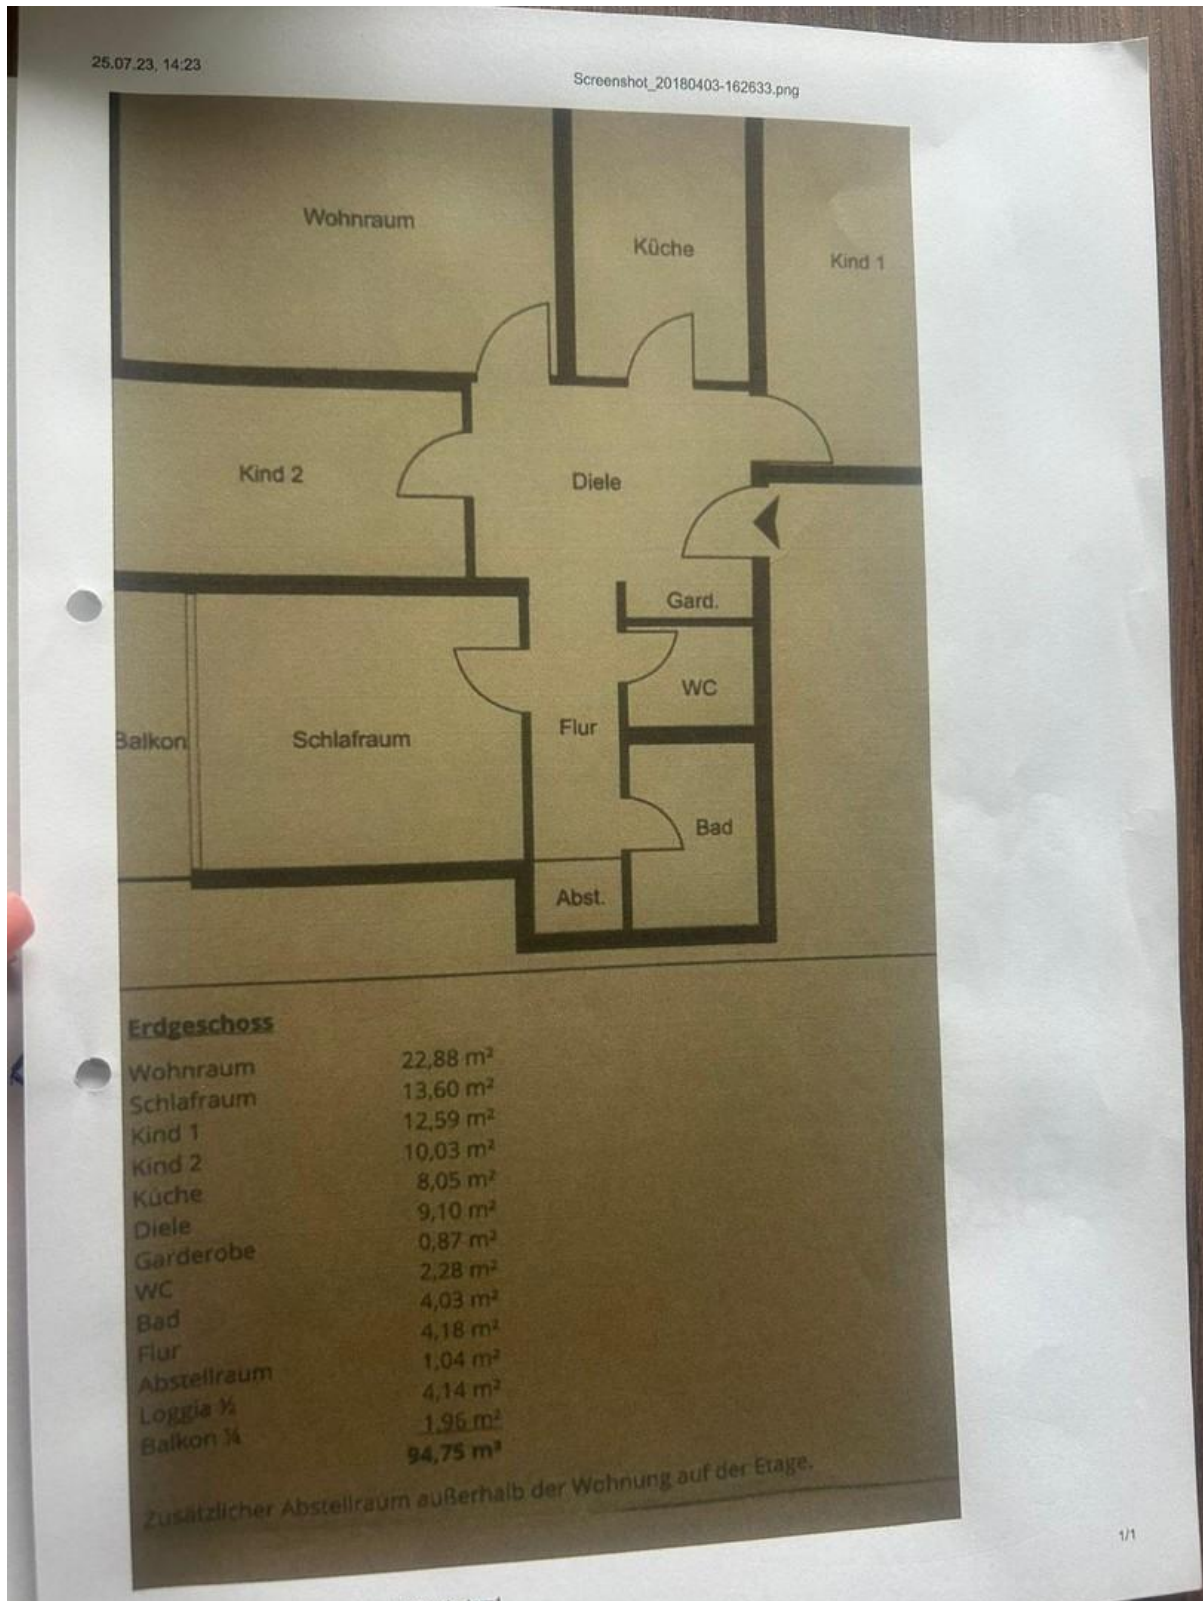 25.07.23, 14:23
Screenshot_20180403-162633.png
Wohnraum
Küche
Kind 1
Kind 2
Diele
Gard.
WC
Flur
Balkon
Schlafraum
Bad
Abst.
Erdgeschoss
Wohnraum 22,88 m²
Schlafraum 13,60 m²
Kind 1 12,59 m²
Kind 2 10,03 m²
Küche 8,05 m²
Diele 9,10 m²
Garderobe 0,87 m²
WC 2,28 m²
Bad 4,03 m²
Flur 4,18 m²
Abstellraum 1,04 m²
Loggia ½ 4,14 m²
Balkon ¼ 1,96 m²
94,75 m²
Zusätzlicher Abstellraum außerhalb der Wohnung auf der Etage.
1/1